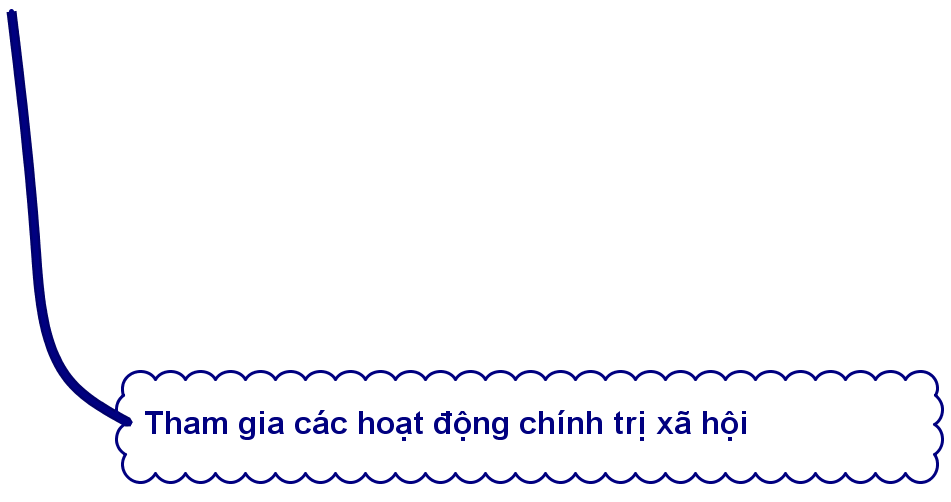 Tham gia các hoạt động chính trị xã hội